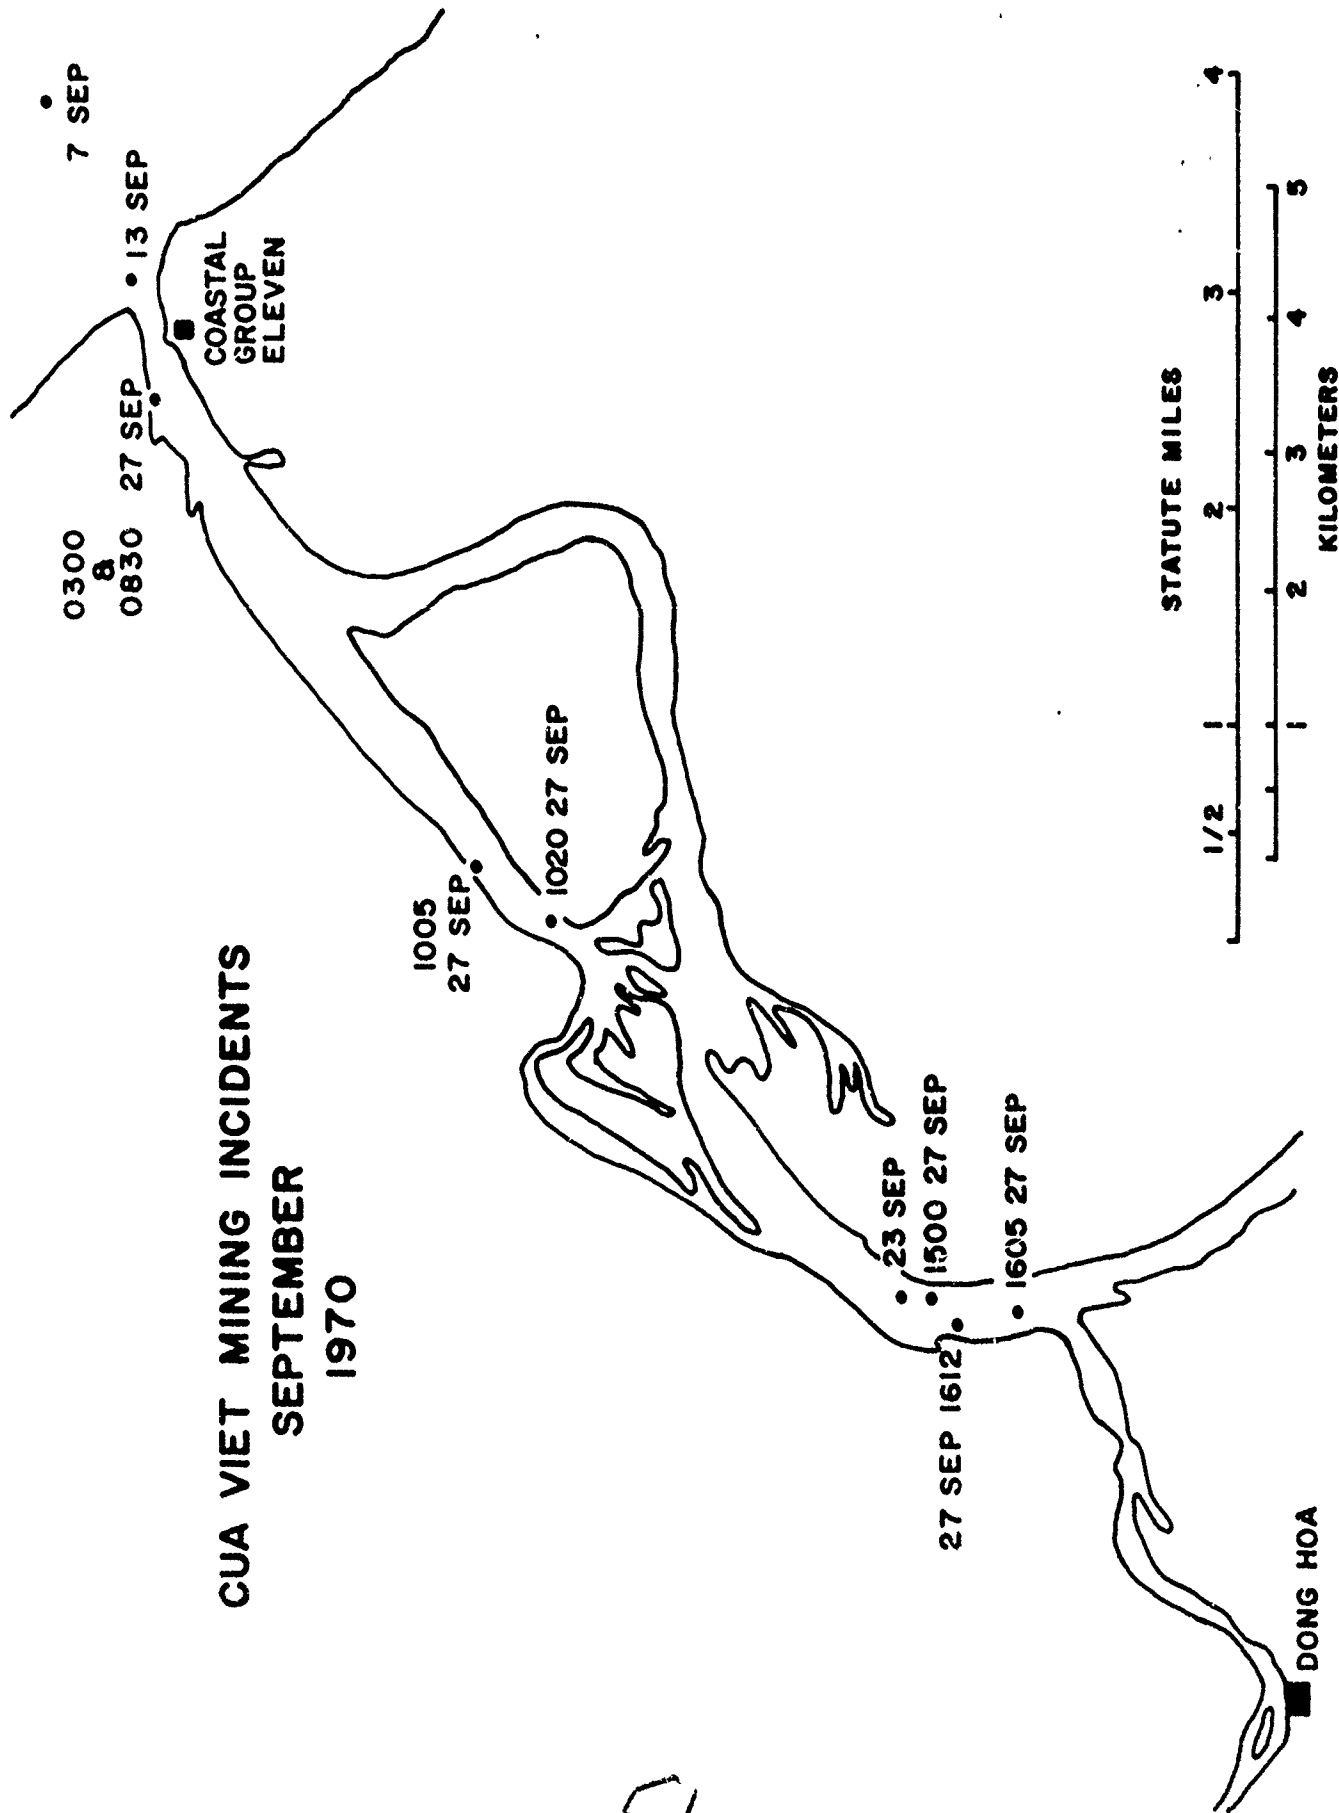 CUA VIET MINING INCIDENTS
SEPTEMBER
1970
7 SEP
13 SEP
0300
&
0830 27 SEP
COASTAL
GROUP
ELEVEN
1005
27 SEP
1020 27 SEP
23 SEP
1500 27 SEP
27 SEP 1612
1605 27 SEP
DONG HOA
STATUTE MILES
1/2 1 2 3 4
1 2 3 4 5
KILOMETERS